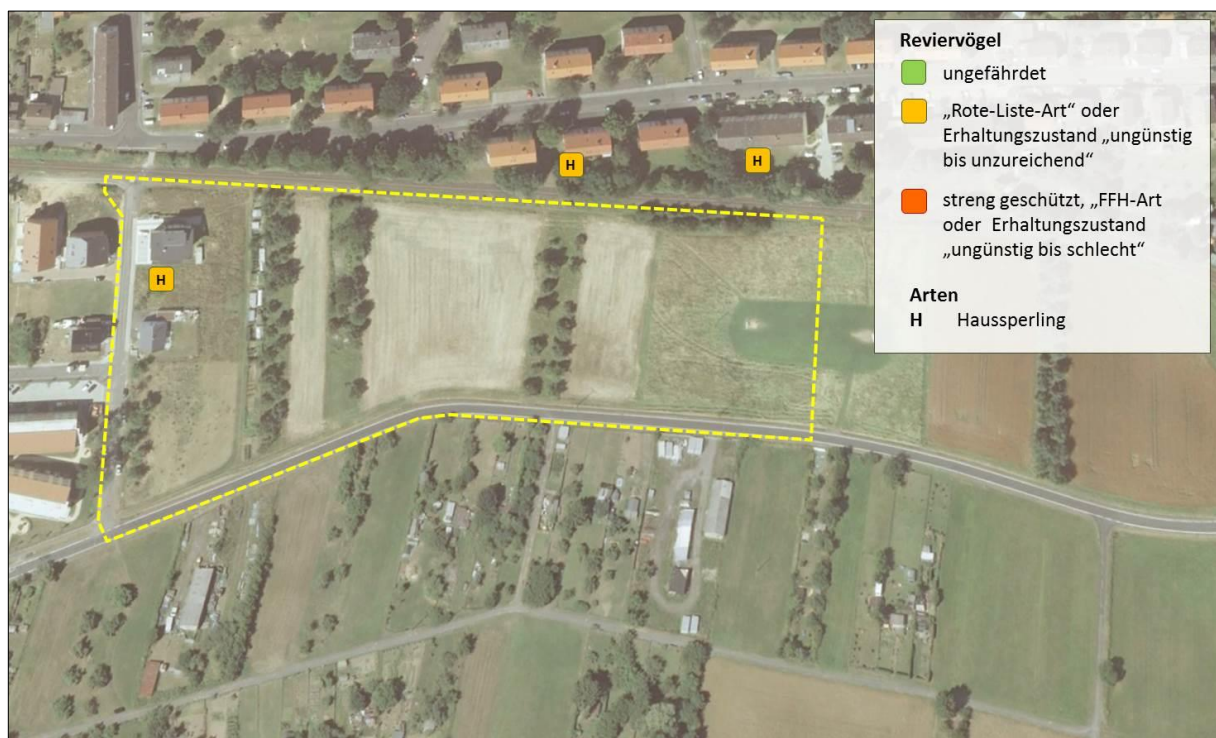 Reviervögel
ungefährdet
„Rote-Liste-Art“ oder
Erhaltungszustand „ungünstig
bis unzureichend“
streng geschützt, „FFH-Art
oder Erhaltungszustand
„ungünstig bis schlecht“
Arten
H Haussperling
H
H
H